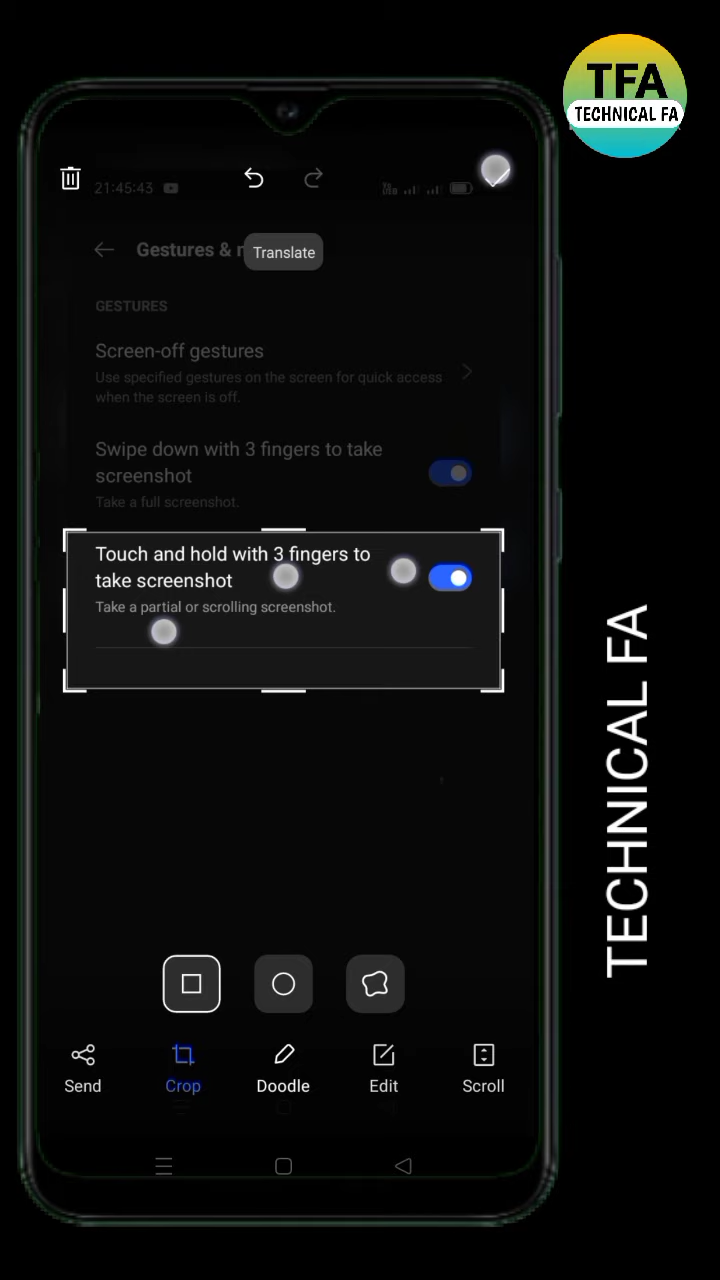 TFA
TECHNICAL FA
21:45:43
Translate
Gestures &
GESTURES
Screen-off gestures
Use specified gestures on the screen for quick access
when the screen is off.
Swipe down with 3 fingers to take
screenshot
Take a full screenshot.
Touch and hold with 3 fingers to
take screenshot
Take a partial or scrolling screenshot.
TECHNICAL FA
Send
Crop
Doodle
Edit
Scroll